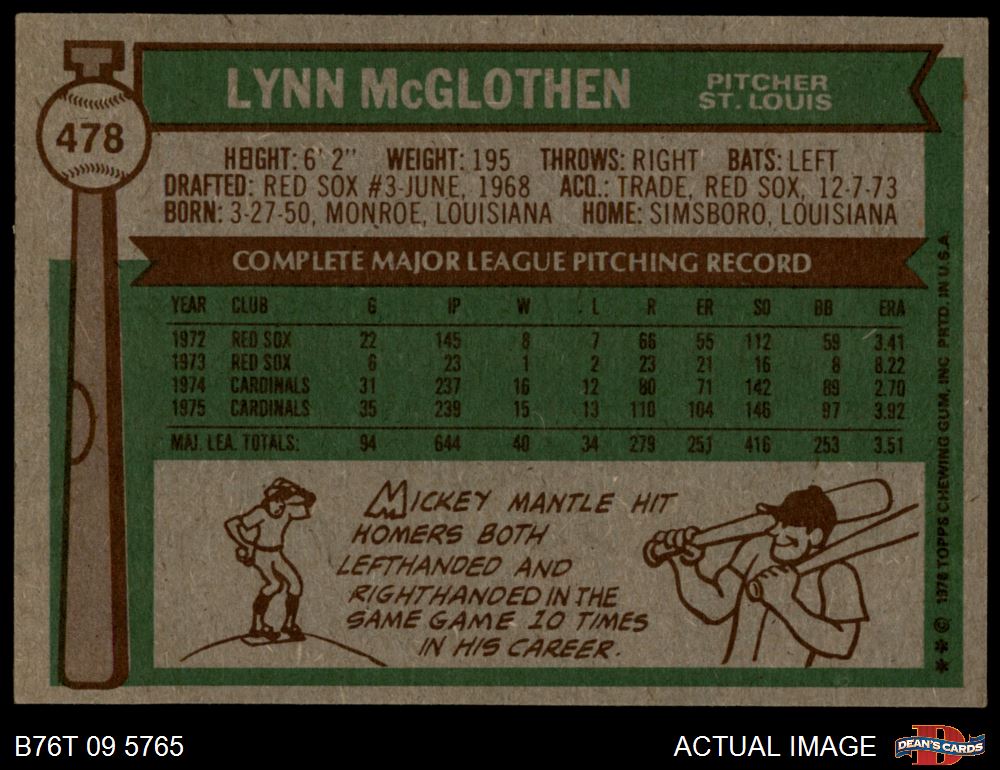 478
LYNN McGLOTHEN
PITCHER
ST. LOUIS
HEIGHT: 6' 2" WEIGHT: 195 THROWS: RIGHT BATS: LEFT
DRAFTED: RED SOX #3-JUNE, 1968 ACQ.: TRADE, RED SOX, 12-7-73
BORN: 3-27-50, MONROE, LOUISIANA HOME: SIMSBORO, LOUISIANA
COMPLETE MAJOR LEAGUE PITCHING RECORD
YEAR CLUB G IP W L R ER SO BB ERA
1972 RED SOX 22 145 8 7 66 55 112 59 3.41
1973 RED SOX 6 23 1 2 23 21 16 8 8.22
1974 CARDINALS 31 237 16 12 80 71 142 89 2.70
1975 CARDINALS 35 239 15 13 110 104 146 97 3.92
MAJ. LEA. TOTALS: 94 644 40 34 279 251 416 253 3.51
MICKEY MANTLE HIT
HOMERS BOTH
LEFTHANDED AND
RIGHTHANDED IN THE
SAME GAME 10 TIMES
IN HIS CAREER.
** © 1976 TOPPS CHEWING GUM, INC. PRTD. IN U.S.A.
B76T 09 5765
ACTUAL IMAGE
D
DEAN'S CARDS